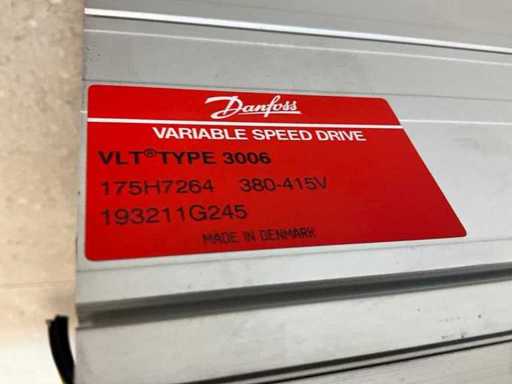 Danfoss
VARIABLE SPEED DRIVE
VLT®TYPE 3006
175H7264 380-415V
193211G245
MADE IN DENMARK